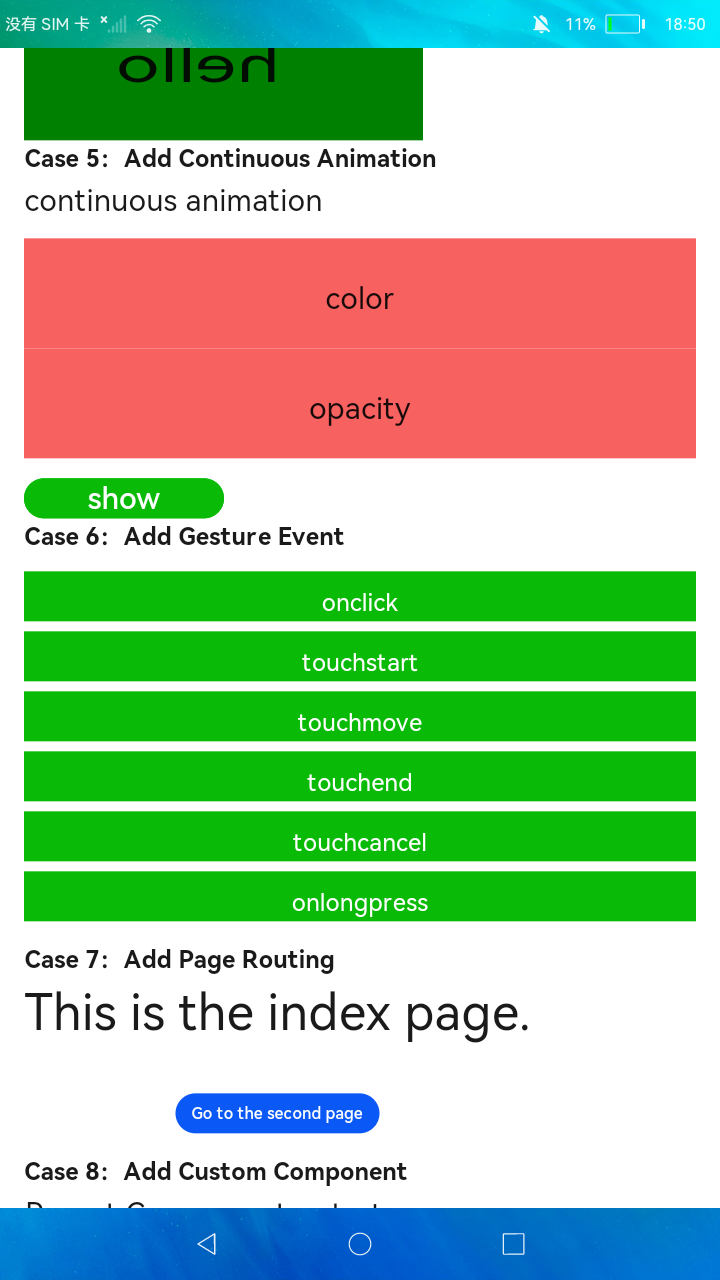 没有 SIM 卡
11%
18:50
hello
Case 5: Add Continuous Animation
continuous animation
color
opacity
show
Case 6: Add Gesture Event
onclick
touchstart
touchmove
touchend
touchcancel
onlongpress
Case 7: Add Page Routing
This is the index page.
Go to the second page
Case 8: Add Custom Component